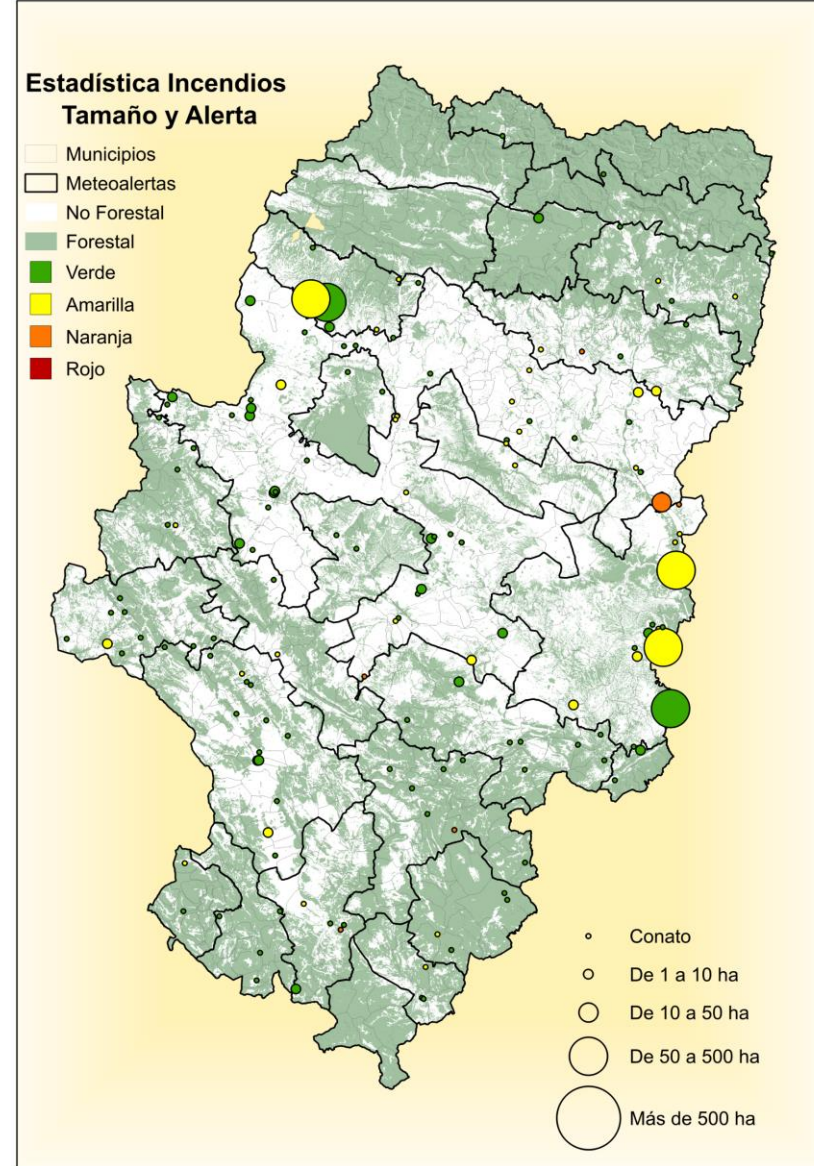 Estadística Incendios
Tamaño y Alerta
Municipios
Meteoalertas
No Forestal
Forestal
Verde
Amarilla
Naranja
Rojo
Conato
De 1 a 10 ha
De 10 a 50 ha
De 50 a 500 ha
Más de 500 ha